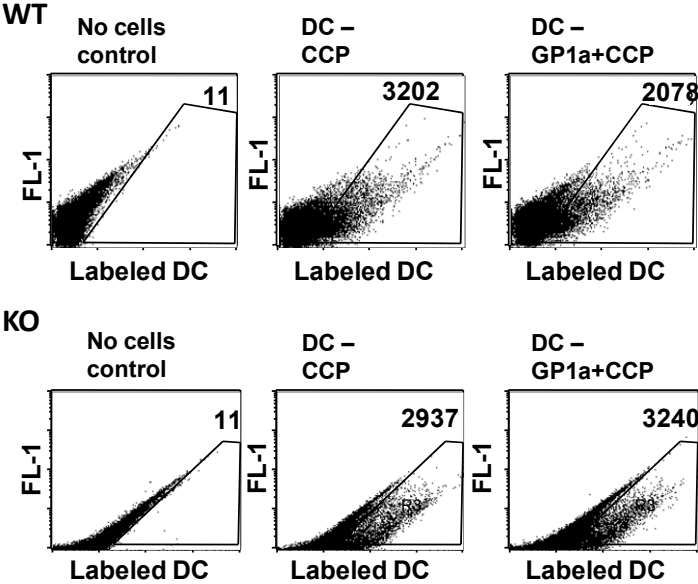 WT
No cells
control
DC –
CCP
DC –
GP1a+CCP
11
3202
2078
FL-1
FL-1
FL-1
Labeled DC
Labeled DC
Labeled DC
KO
No cells
control
DC –
CCP
DC –
GP1a+CCP
11
2937
3240
R3
R3
FL-1
FL-1
FL-1
Labeled DC
Labeled DC
Labeled DC